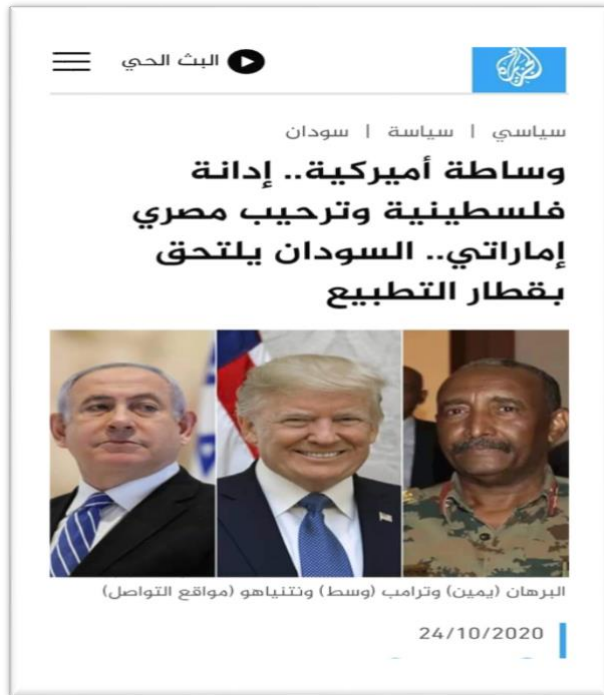 البث الحي
الجزيرة
سياسي | سياسة | سودان
وساطة أميركية.. إدانة
فلسطينية وترحيب مصري
إماراتي.. السودان يلتحق
بقطار التطبيع
البرهان (يمين) وترامب (وسط) ونتنياهو (مواقع التواصل)
24/10/2020